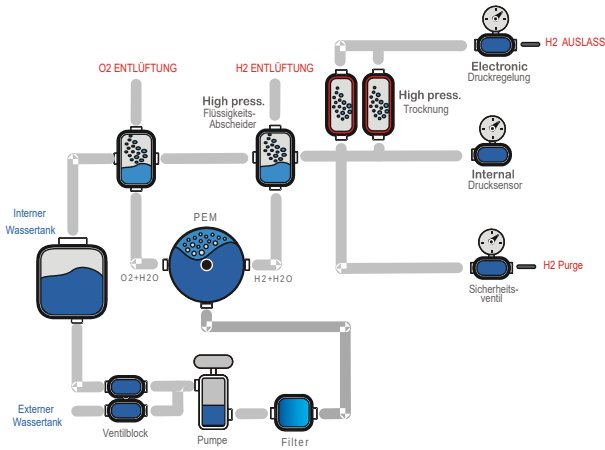 H2 AUSLASS
Electronic
Druckregelung
O2 ENTLÜFTUNG
H2 ENTLÜFTUNG
High press.
Flüssigkeits-
Abscheider
High press.
Trocknung
Internal
Drucksensor
Interner
Wassertank
PEM
O2+H2O
H2+H2O
H2 Purge
Sicherheits-
ventil
Externer
Wassertank
Ventilblock
Pumpe
Filter